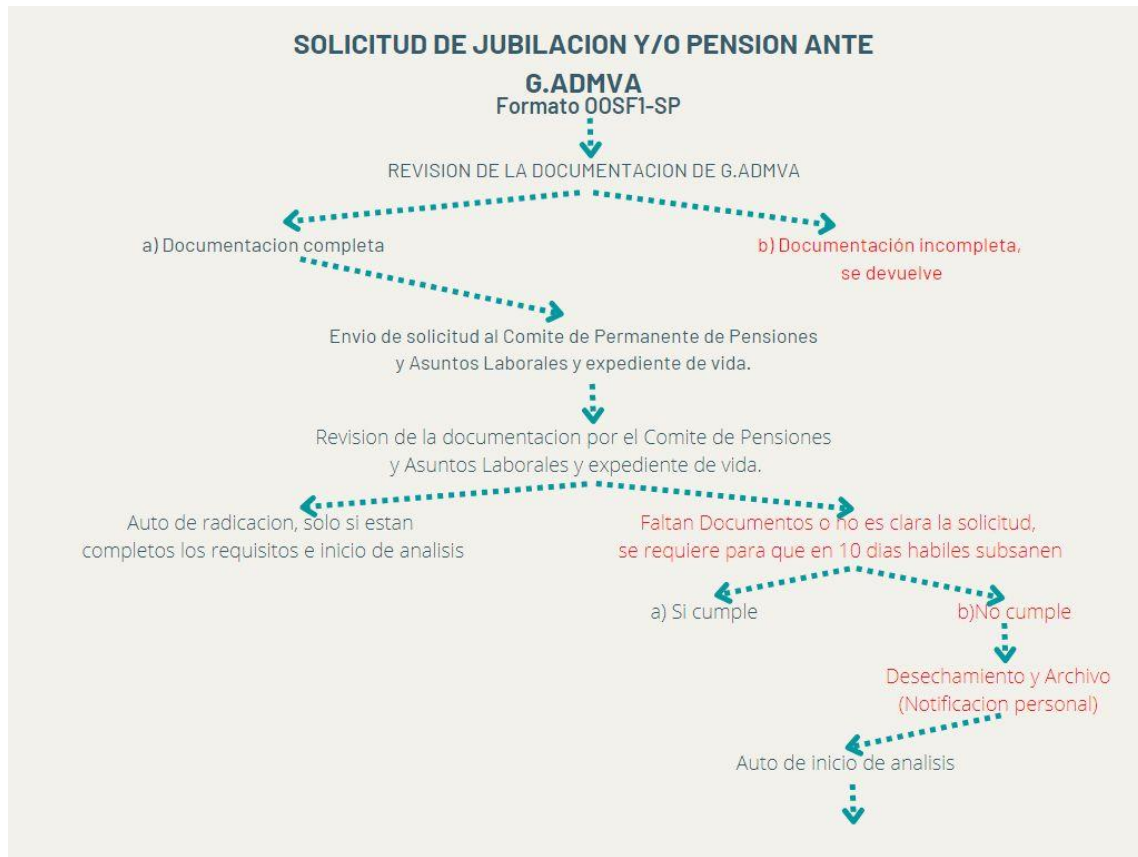 SOLICITUD DE JUBILACION Y/O PENSION ANTE
G.ADMVA
Formato 00SF1-SP
REVISION DE LA DOCUMENTACION DE G.ADMVA
a) Documentacion completa
b) Documentación incompleta,
se devuelve
Envio de solicitud al Comite de Permanente de Pensiones
y Asuntos Laborales y expediente de vida.
Revision de la documentacion por el Comite de Pensiones
y Asuntos Laborales y expediente de vida.
Auto de radicacion, solo si estan
completos los requisitos e inicio de analisis
Faltan Documentos o no es clara la solicitud,
se requiere para que en 10 dias habiles subsanen
a) Si cumple
b)No cumple
Desechamiento y Archivo
(Notificacion personal)
Auto de inicio de analisis